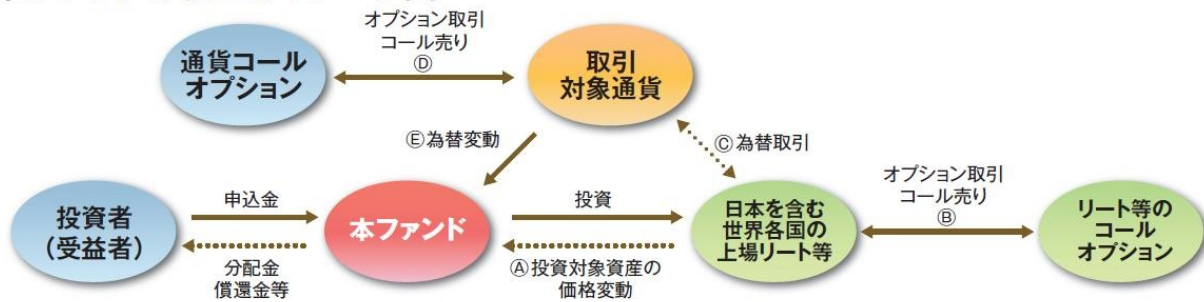 オプション取引
コール売り
Ⓓ
通貨コール
オプション
取引
対象通貨
Ⓔ為替変動
Ⓒ為替取引
オプション取引
コール売り
Ⓑ
投資者
(受益者)
申込金
分配金
償還金等
本ファンド
投資
Ⓐ投資対象資産の
価格変動
日本を含む
世界各国の
上場リート等
リート等の
コール
オプション